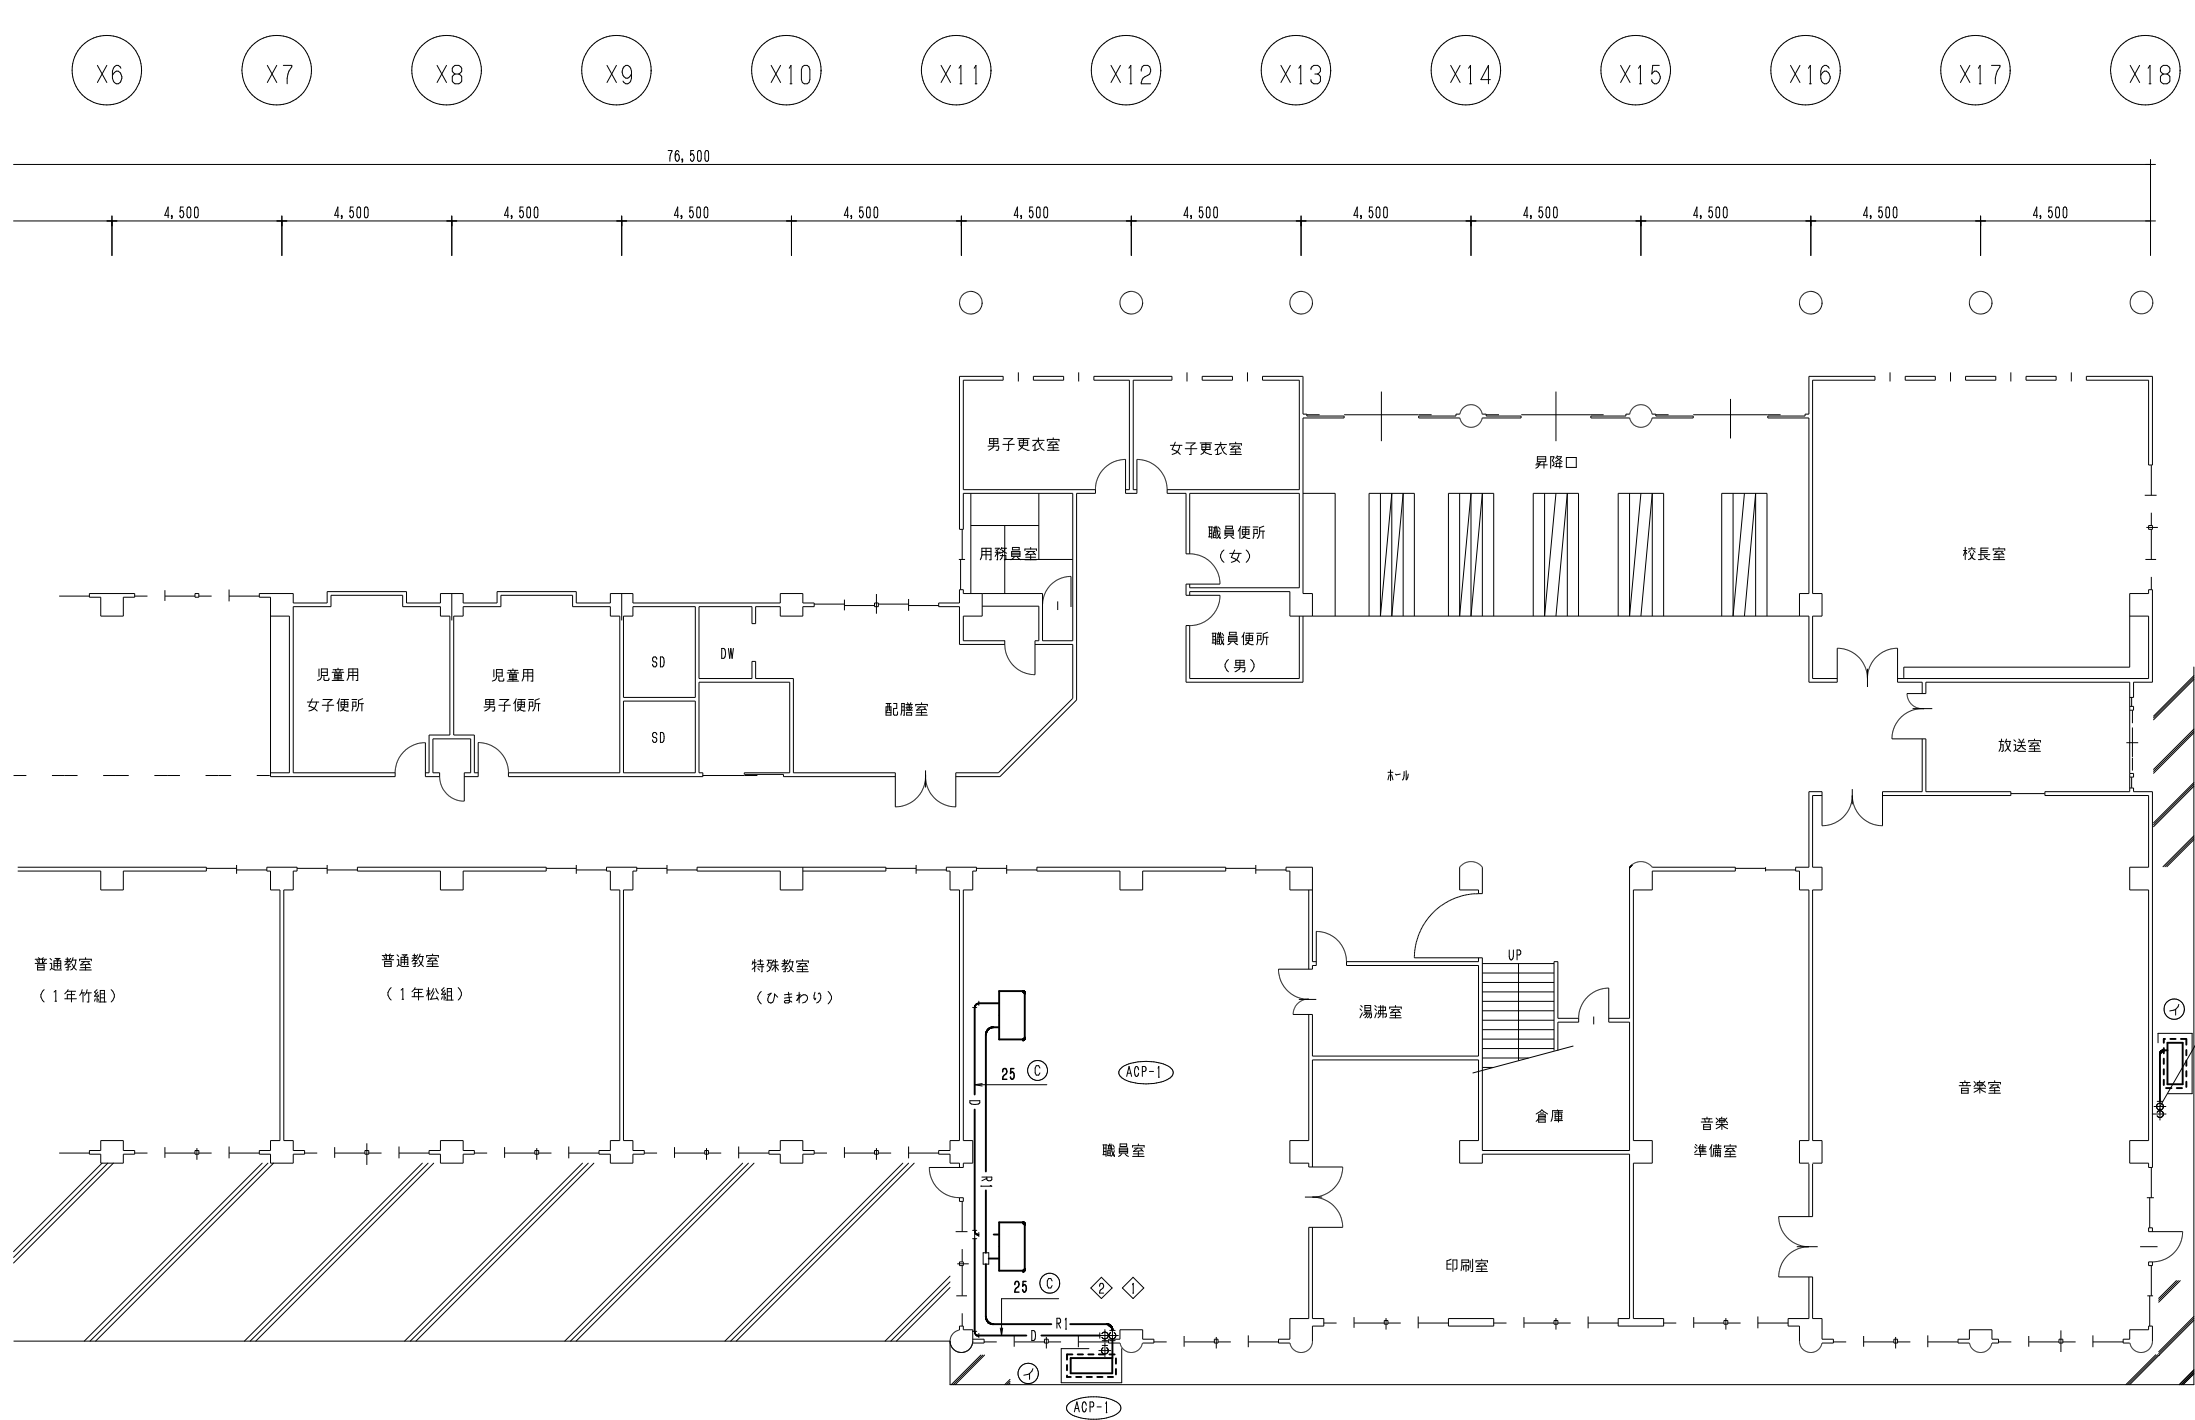 X6 X7 X8 X9 X10 X11 X12 X13 X14 X15 X16 X17 X18
76,500
4,500 4,500 4,500 4,500 4,500 4,500 4,500 4,500 4,500 4,500 4,500 4,500
男子更衣室
女子更衣室
昇降口
職員便所
(女)
用務員室
校長室
職員便所
(男)
DW
SD
児童用
女子便所
児童用
男子便所
配膳室
SD
放送室
ホール
普通教室
(1年竹組)
普通教室
(1年松組)
特殊教室
(ひまわり)
UP
湯沸室
イ
25 C
ACP-1
D
音楽室
倉庫
音楽
準備室
職員室
R1
印刷室
25 C
2 1
R1
D
イ
ACP-1